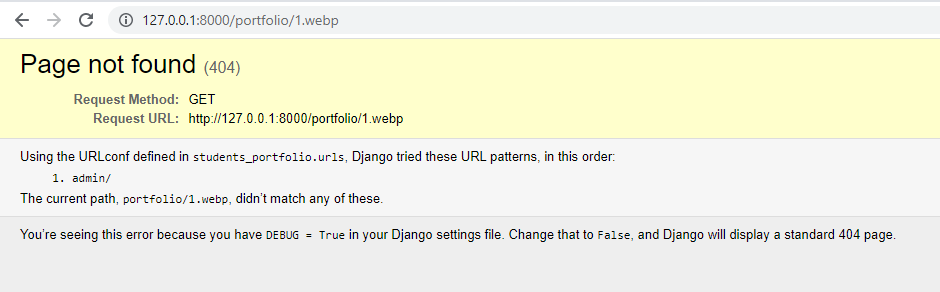 127.0.0.1:8000/portfolio/1.webp
Page not found (404)
Request Method: GET
Request URL: http://127.0.0.1:8000/portfolio/1.webp
Using the URLconf defined in students_portfolio.urls, Django tried these URL patterns, in this order:
1. admin/
The current path, portfolio/1.webp, didn’t match any of these.
You’re seeing this error because you have DEBUG = True in your Django settings file. Change that to False, and Django will display a standard 404 page.